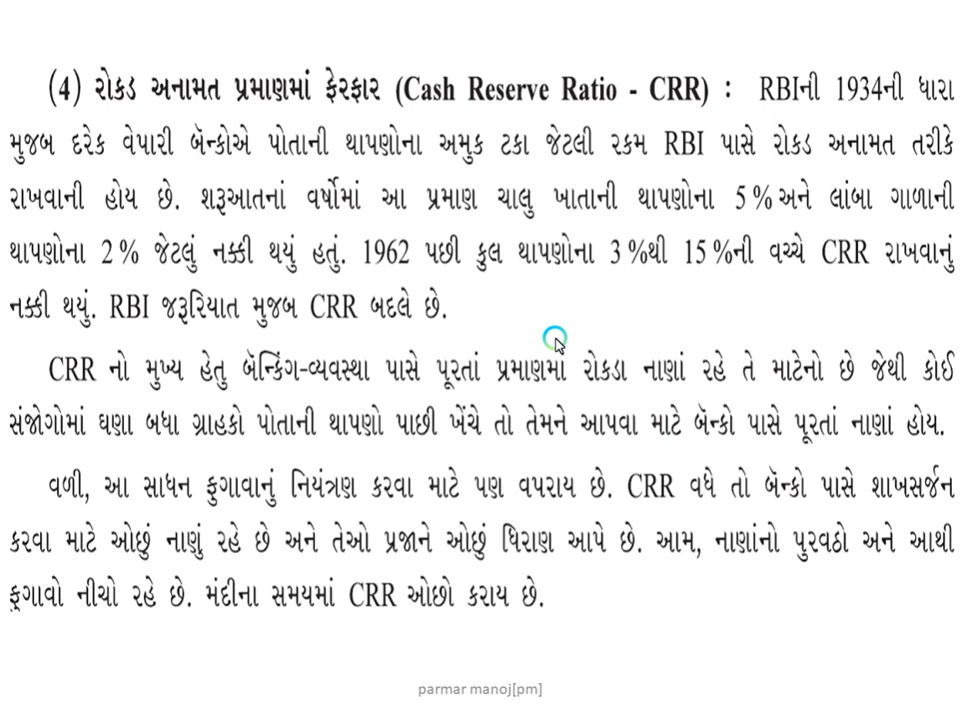 (4) રોકડ અનામત પ્રમાણમાં ફેરફાર (Cash Reserve Ratio - CRR) : RBIની 1934ની ધારા
મુજબ દરેક વેપારી બૅન્કોએ પોતાની થાપણોના અમુક ટકા જેટલી રકમ RBI પાસે રોકડ અનામત તરીકે
રાખવાની હોય છે. શરૂઆતનાં વર્ષોમાં આ પ્રમાણ ચાલુ ખાતાની થાપણોના 5 % અને લાંબા ગાળાની
થાપણોના 2 % જેટલું નક્કી થયું હતું. 1962 પછી કુલ થાપણોના 3 %થી 15 %ની વચ્ચે CRR રાખવાનું
નક્કી થયું. RBI જરૂરિયાત મુજબ CRR બદલે છે.
CRR નો મુખ્ય હેતુ બૅન્કિંગ-વ્યવસ્થા પાસે પૂરતાં પ્રમાણમાં રોકડા નાણાં રહે તે માટેનો છે જેથી કોઈ
સંજોગોમાં ઘણા બધા ગ્રાહકો પોતાની થાપણો પાછી ખેંચે તો તેમને આપવા માટે બૅન્કો પાસે પૂરતાં નાણાં હોય.
વળી, આ સાધન ફુગાવાનું નિયંત્રણ કરવા માટે પણ વપરાય છે. CRR વધે તો બૅન્કો પાસે શાખસર્જન
કરવા માટે ઓછું નાણું રહે છે અને તેઓ પ્રજાને ઓછું ધિરાણ આપે છે. આમ, નાણાંનો પુરવઠો અને આથી
ફુગાવો નીચો રહે છે. મંદીના સમયમાં CRR ઓછો કરાય છે.
parmar manoj[pm]